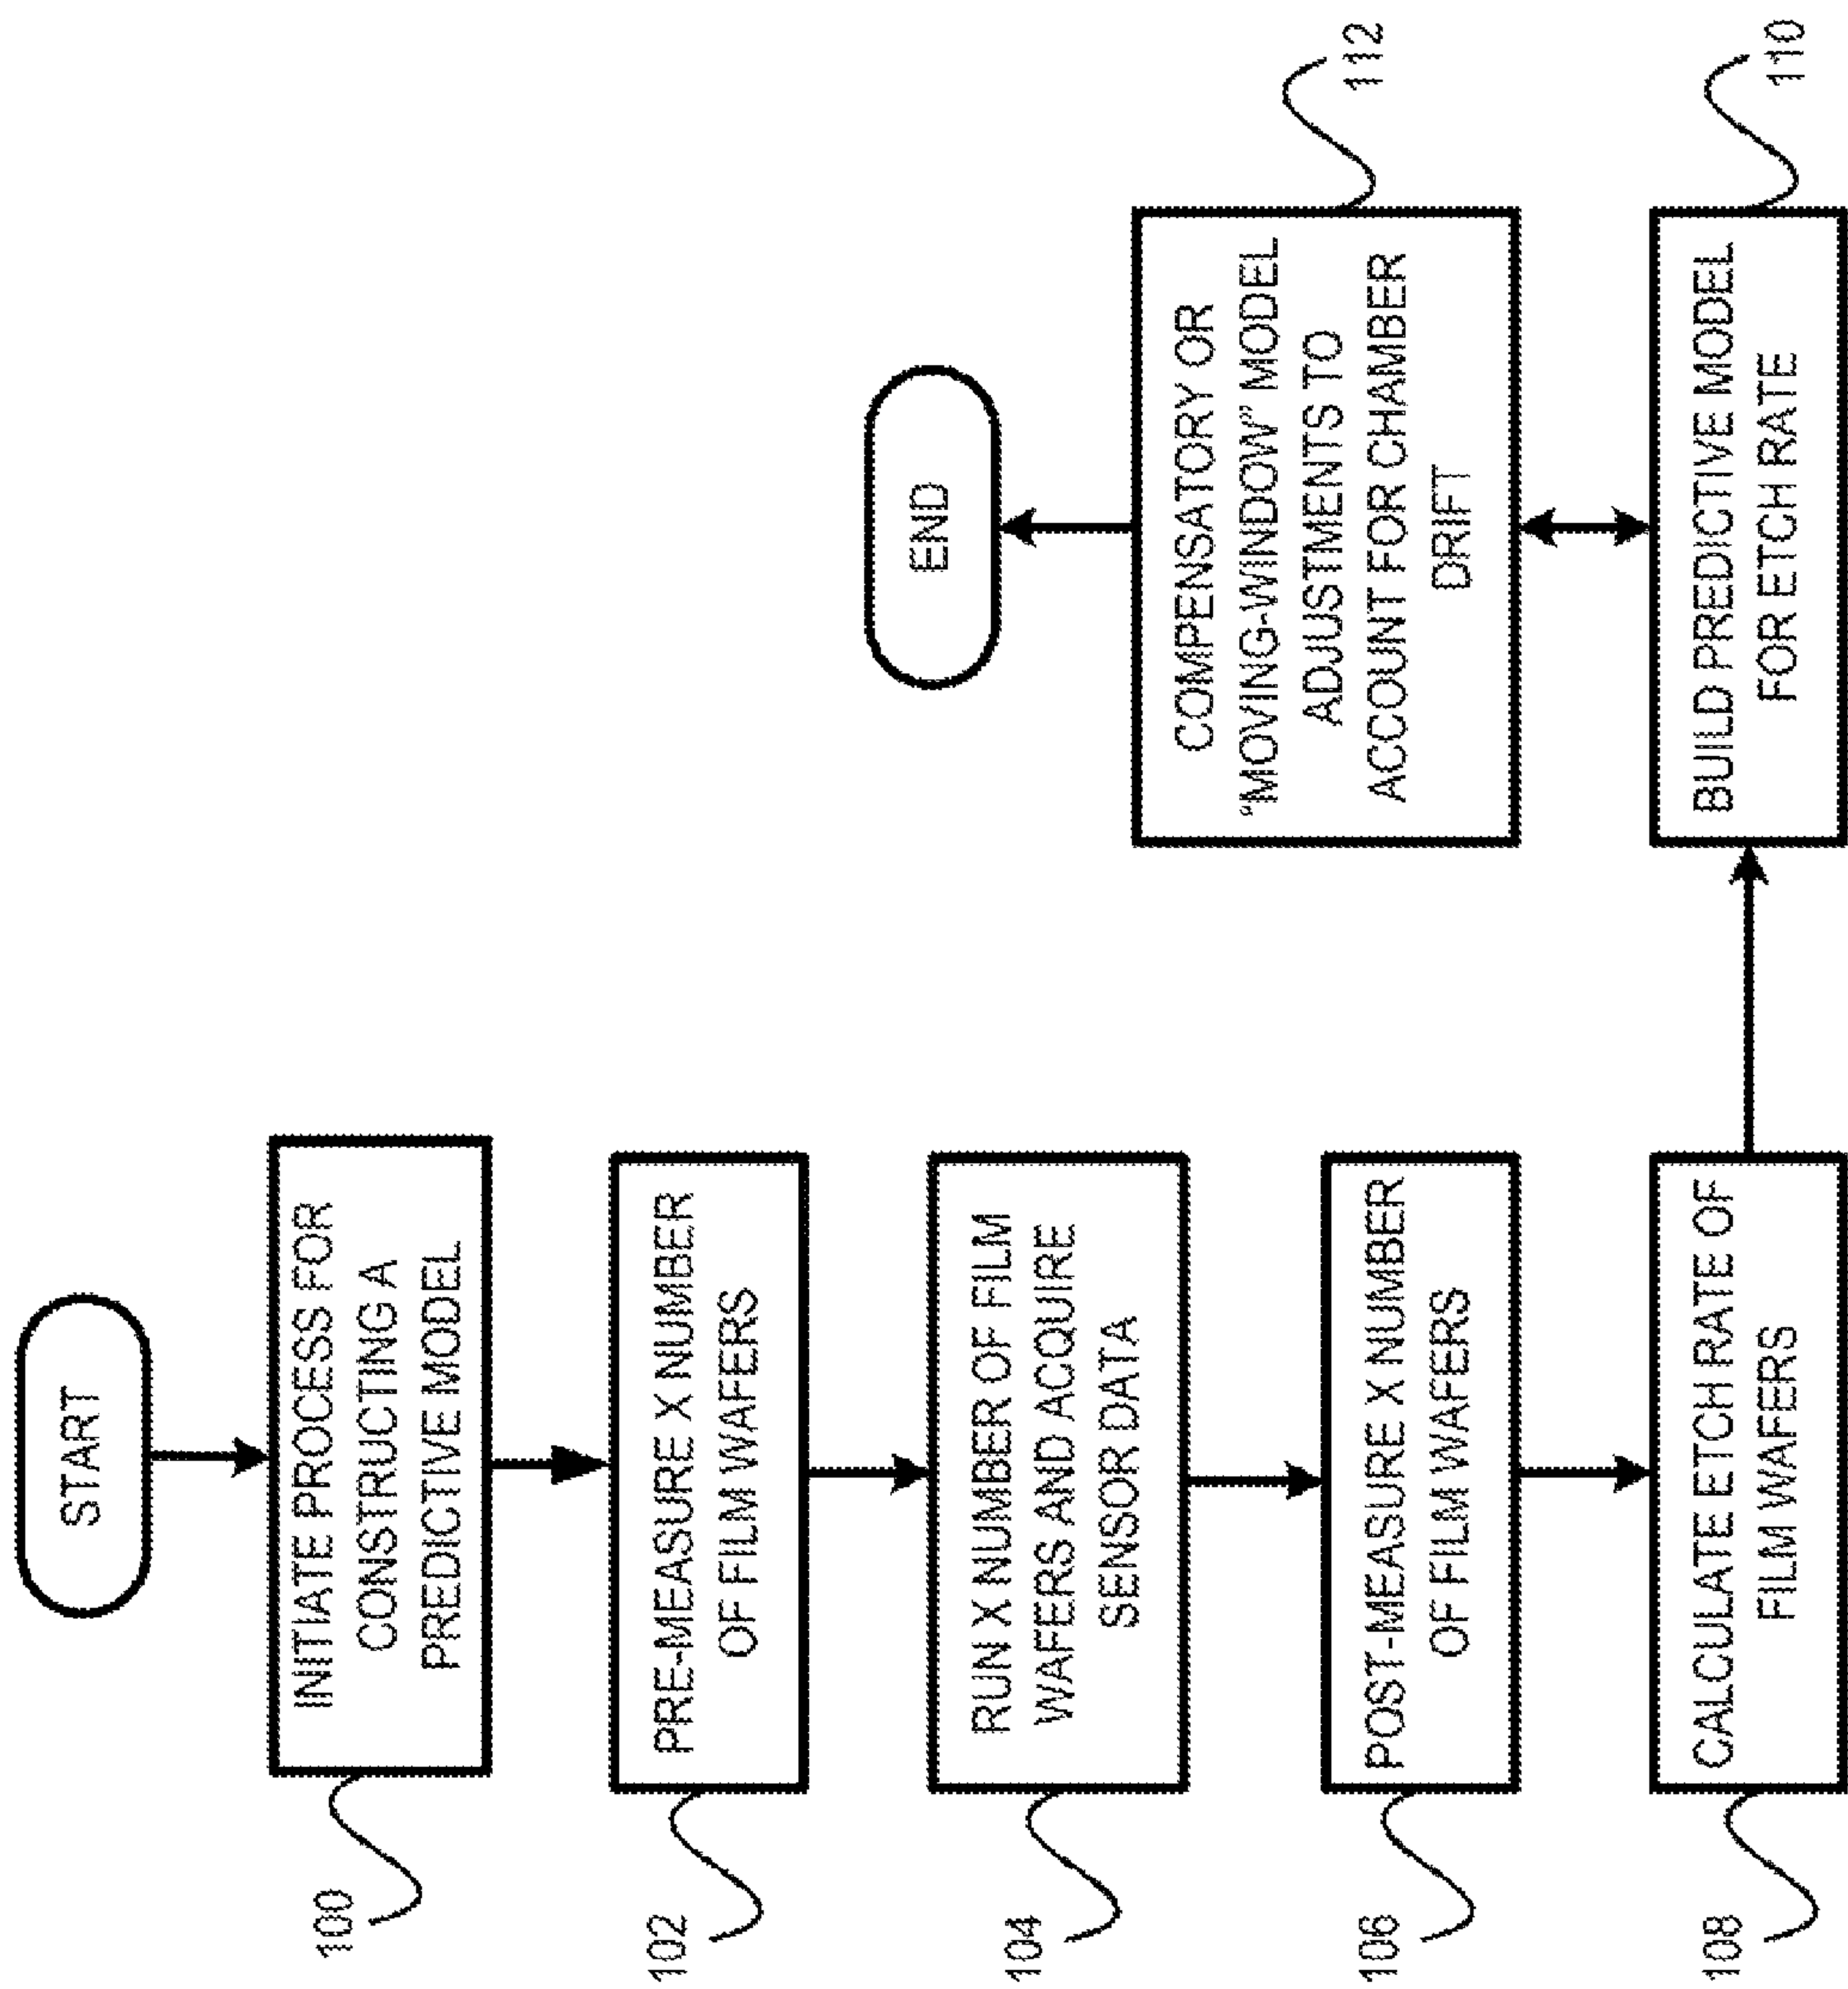 START
INITIATE PROCESS FOR
CONSTRUCTING A
PREDICTIVE MODEL
100
PRE-MEASURE X NUMBER
OF FILM WAFERS
102
RUN X NUMBER OF FILM
WAFERS AND ACQUIRE
SENSOR DATA
104
POST-MEASURE X NUMBER
OF FILM WAFERS
106
CALCULATE ETCH RATE OF
FILM WAFERS
108
BUILD PREDICTIVE MODEL
FOR ETCH RATE
110
COMPENSATORY OR
“MOVING-WINDOW” MODEL
ADJUSTMENTS TO
ACCOUNT FOR CHAMBER
DRIFT
112
END